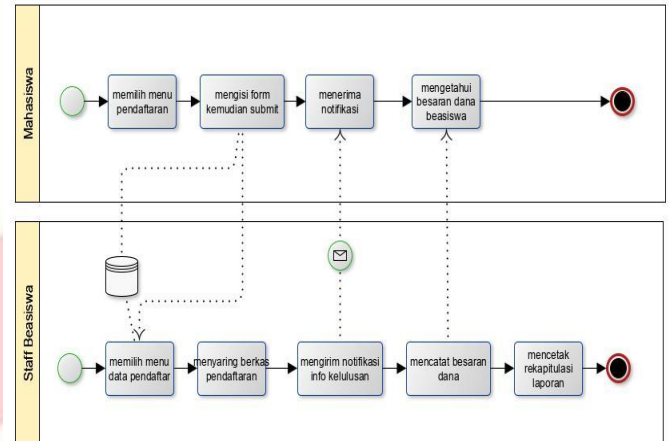 Mahasiswa
memilih menu
pendaftaran
mengisi form
kemudian submit
menerima
notifikasi
mengetahui
besaran dana
beasiswa
Staff Beasiswa
memilih menu
data pendaftar
menyaring berkas
pendaftaran
mengirim notifikasi
info kelulusan
mencatat besaran
dana
mencetak
rekapitulasi
laporan